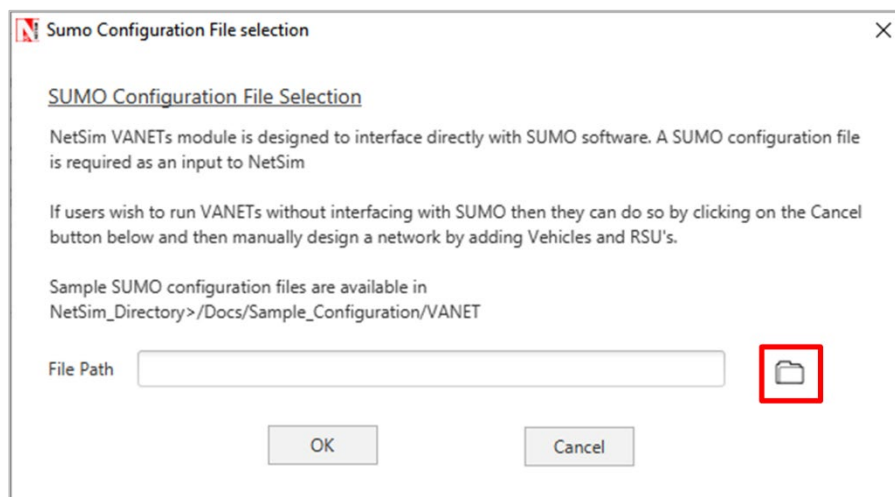 Sumo Configuration File selection
SUMO Configuration File Selection
NetSim VANETs module is designed to interface directly with SUMO software. A SUMO configuration file
is required as an input to NetSim
If users wish to run VANETs without interfacing with SUMO then they can do so by clicking on the Cancel
button below and then manually design a network by adding Vehicles and RSU's.
Sample SUMO configuration files are available in
NetSim_Directory>/Docs/Sample_Configuration/VANET
File Path
OK Cancel